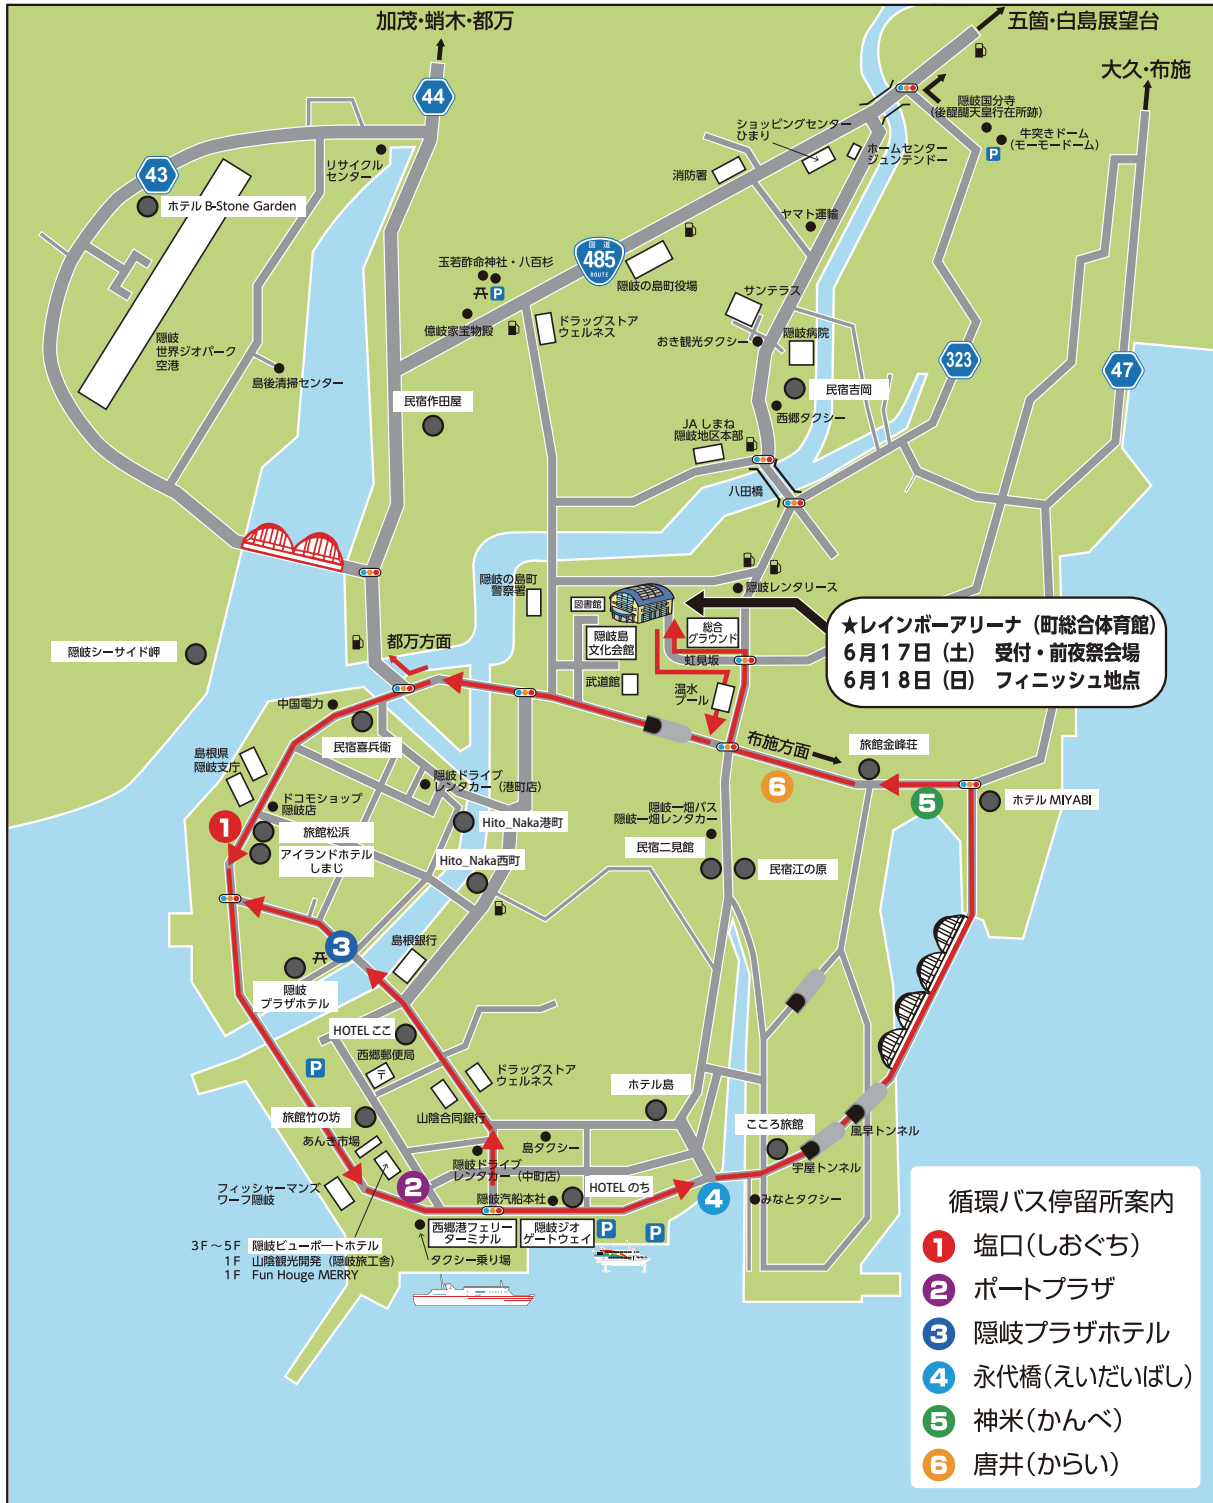 加茂・蛸木・都万
五箇・白島展望台
大久・布施
44
隠岐国分寺
(後醍醐天皇行在所跡)
牛突きドーム
(モーモードーム)
P
ショッピングセンター
ひまり
ホームセンター
ジュンテンドー
リサイクル
センター
43
消防署
ホテル B-Stone Garden
ヤマト運輸
国道
485
ROUTE
玉若酢命神社・八百杉
P
隠岐の島町役場
サンテラス
億岐家宝物殿
ドラッグストア
ウェルネス
隠岐病院
おき観光タクシー
隠岐
世界ジオパーク
空港
323
47
島後清掃センター
民宿吉岡
民宿作田屋
西郷タクシー
JA しまね
隠岐地区本部
八田橋
隠岐の島町
警察署
隠岐レンタリース
図書館
総合
グラウンド
★レインボーアリーナ（町総合体育館）
6月17日（土）　受付・前夜祭会場
6月18日（日）　フィニッシュ地点
隠岐島
文化会館
都万方面
隠岐シーサイド岬
虹見坂
武道館
温水
プール
中国電力
布施方面
旅館金峰荘
民宿喜兵衛
島根県
隠岐支庁
隠岐ドライブ
レンタカー（港町店）
6
5
ホテル MIYABI
ドコモショップ
隠岐店
隠岐一畑バス
隠岐一畑レンタカー
1
旅館松浜
Hito_Naka港町
アイランドホテル
しまじ
Hito_Naka西町
民宿二見館
民宿江の原
3
島根銀行
隠岐
プラザホテル
HOTEL ここ
西郷郵便局
〒
P
ドラッグストア
ウェルネス
ホテル島
山陰合同銀行
旅館竹の坊
こころ旅館
風早トンネル
あんき市場
島タクシー
宇屋トンネル
隠岐ドライブ
レンタカー（中町店）
フィッシャーマンズ
ワーフ隠岐
2
HOTEL のち
4
みなとタクシー
隠岐汽船本社
西郷港フェリー
ターミナル
隠岐ジオ
ゲートウェイ
P
P
3F～5F 隠岐ビューポートホテル
1F 山陰観光開発（隠岐旅工舎）
1F Fun Houge MERRY
タクシー乗り場
循環バス停留所案内
1 塩口(しおぐち)
2 ポートプラザ
3 隠岐プラザホテル
4 永代橋(えいだいばし)
5 神米(かんべ)
6 唐井(からい)